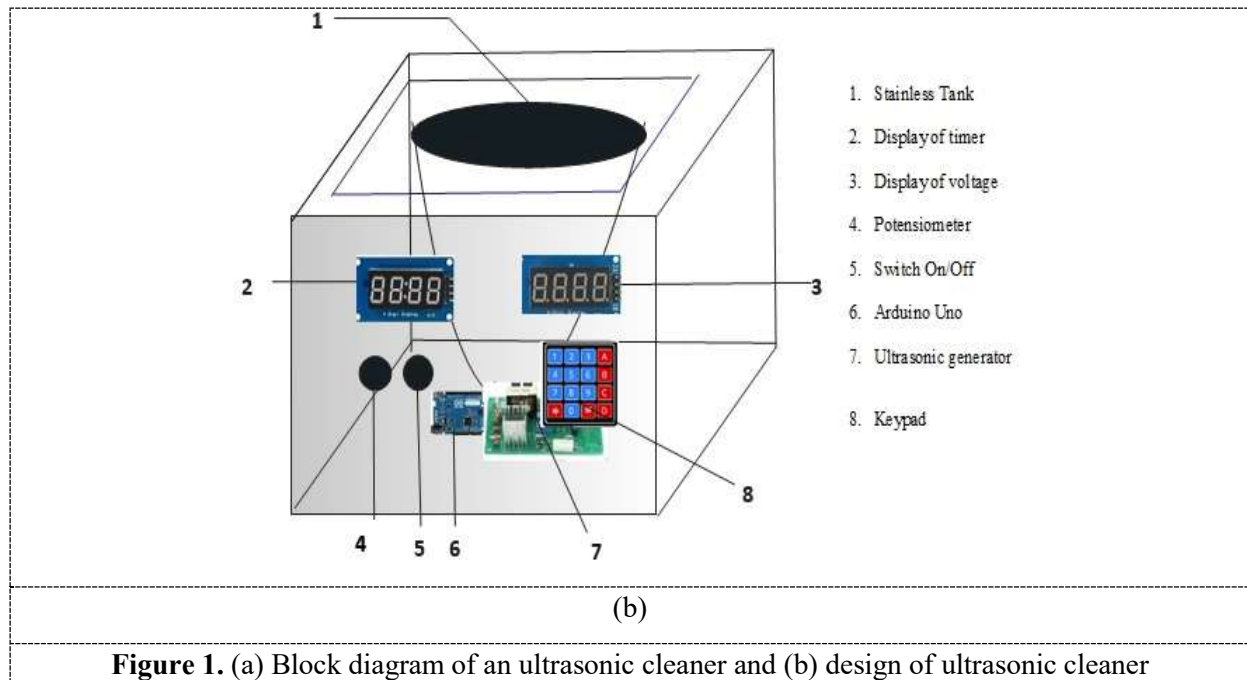 1
1. Stainless Tank
2. Display of timer
3. Display of voltage
4. Potensiometer
5. Switch On/Off
6. Arduino Uno
7. Ultrasonic generator
8. Keypad
2
88:88
8.8.8.8.
3
1 2 3 A
4 5 6 B
7 8 9 C
* 0 # D
4
5
6
7
8
(b)
Figure 1. (a) Block diagram of an ultrasonic cleaner and (b) design of ultrasonic cleaner